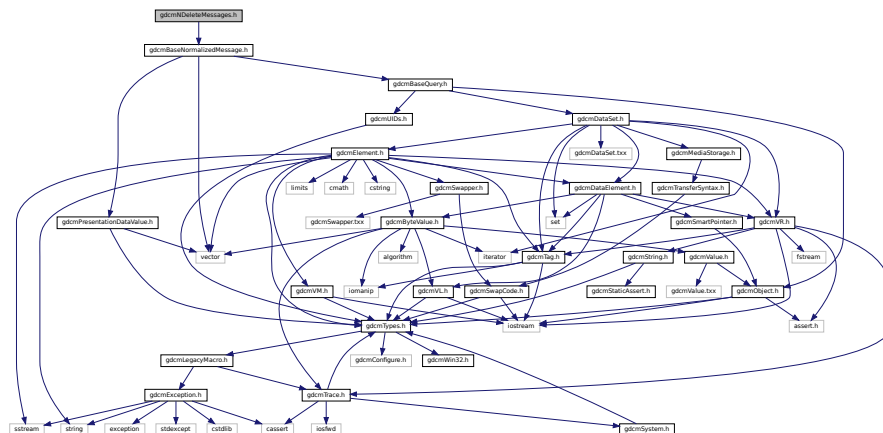 gdcmNDeleteMessages.h
gdcmBaseNormalizedMessage.h
gdcmBaseQuery.h
gdcmUIDs.h
gdcmDataSet.h
gdcmElement.h
gdcmDataSet.txx
gdcmMediaStorage.h
limits
cmath
cstring
gdcmSwapper.h
gdcmDataElement.h
gdcmTransferSyntax.h
gdcmPresentationDataValue.h
gdcmSwapper.txx
gdcmByteValue.h
set
gdcmSmartPointer.h
gdcmVR.h
vector
algorithm
iterator
gdcmTag.h
gdcmString.h
gdcmValue.h
fstream
gdcmVM.h
iomanip
gdcmVL.h
gdcmSwapCode.h
gdcmStaticAssert.h
gdcmValue.txx
gdcmObject.h
gdcmTypes.h
iostream
assert.h
gdcmLegacyMacro.h
gdcmConfigure.h
gdcmWin32.h
gdcmException.h
gdcmTrace.h
sstream
string
exception
stdexcept
cstdlib
cassert
iosfwd
gdcmSystem.h